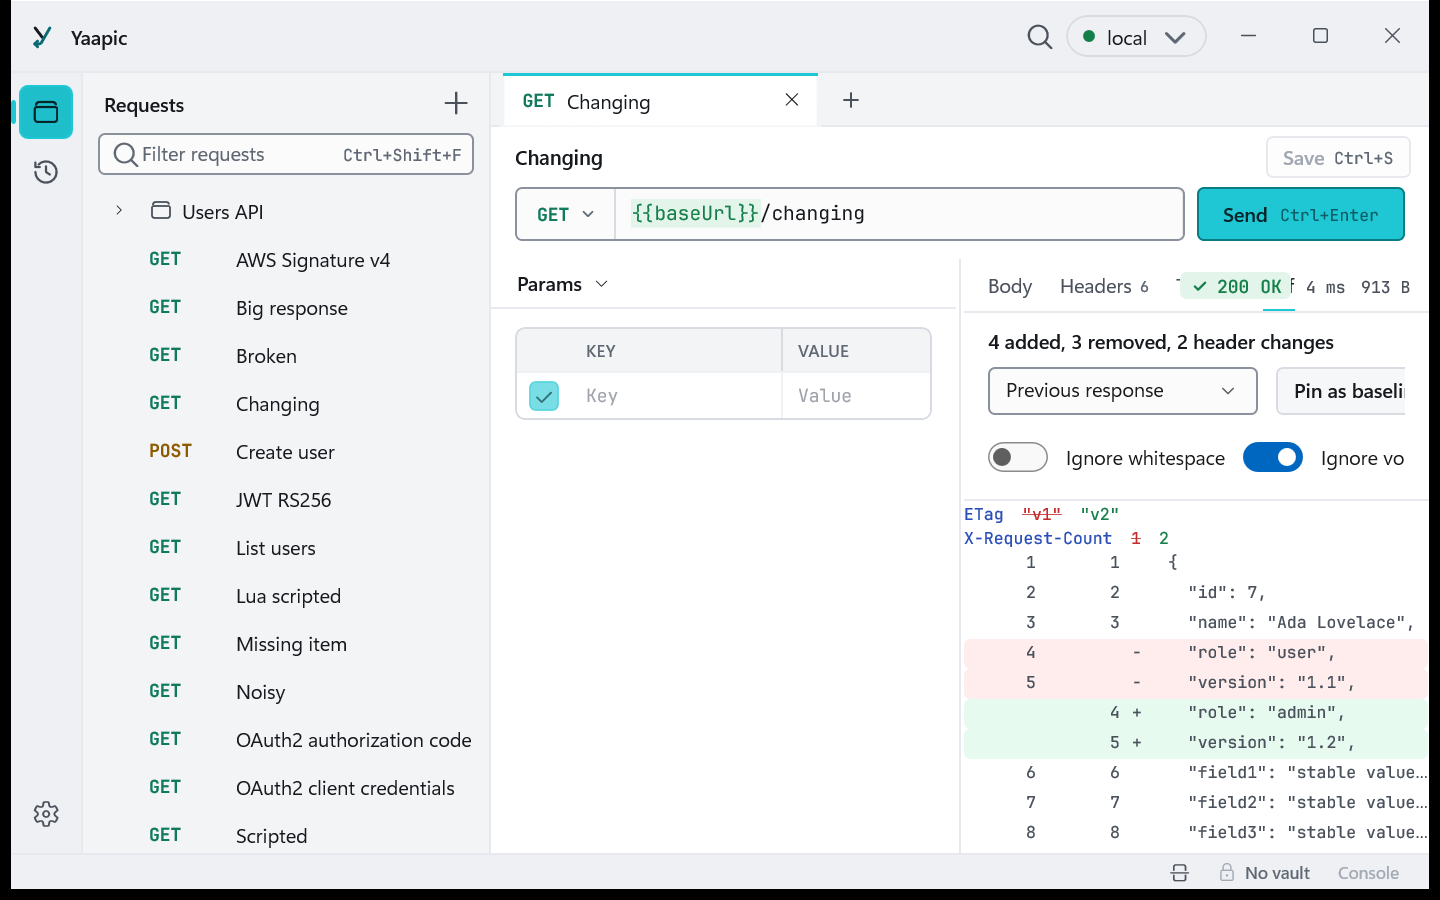 Yaapic
local
Requests
Filter requests Ctrl+Shift+F
Users API
GET AWS Signature v4
GET Big response
GET Broken
GET Changing
POST Create user
GET JWT RS256
GET List users
GET Lua scripted
GET Missing item
GET Noisy
GET OAuth2 authorization code
GET OAuth2 client credentials
GET Scripted
GET Changing
Changing
Save Ctrl+S
GET {{baseUrl}}/changing
Send Ctrl+Enter
Params
KEY VALUE
Key Value
Body Headers 6 200 OK 4 ms 913 B
4 added, 3 removed, 2 header changes
Previous response Pin as baseli
Ignore whitespace Ignore vo
ETag "v1" "v2"
X-Request-Count 1 2
1 1 {
2 2 "id": 7,
3 3 "name": "Ada Lovelace",
4 - "role": "user",
5 - "version": "1.1",
4 + "role": "admin",
5 + "version": "1.2",
6 6 "field1": "stable value…
7 7 "field2": "stable value…
8 8 "field3": "stable value…
No vault Console